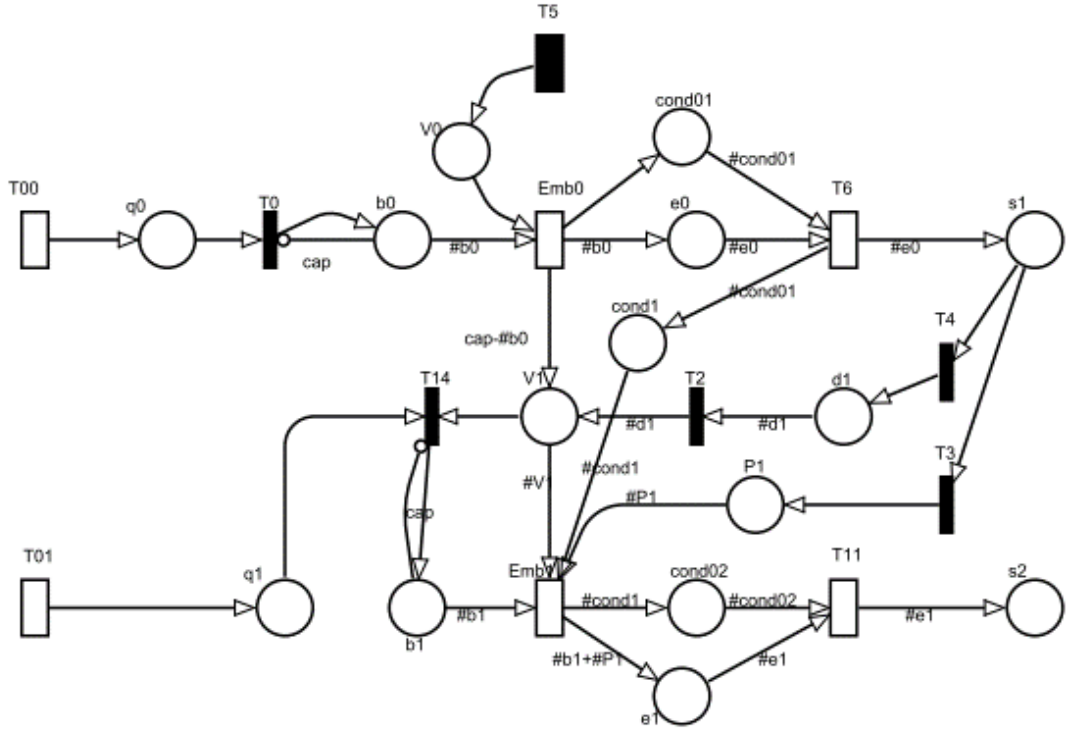 T5
cond01
V0
#cond01
T00
Emb0
T6
q0
T0
b0
e0
s1
cap
#b0
#b0
#e0
#e0
#cond01
cond1
cap-#b0
T4
T14
V1
T2
d1
#d1
#d1
#cond1
P1
T3
#V1
#P1
cap
T01
q1
Emb1
cond02
T11
s2
#b1
#cond1
#cond02
#e1
b1
#b1+#P1
#e1
e1